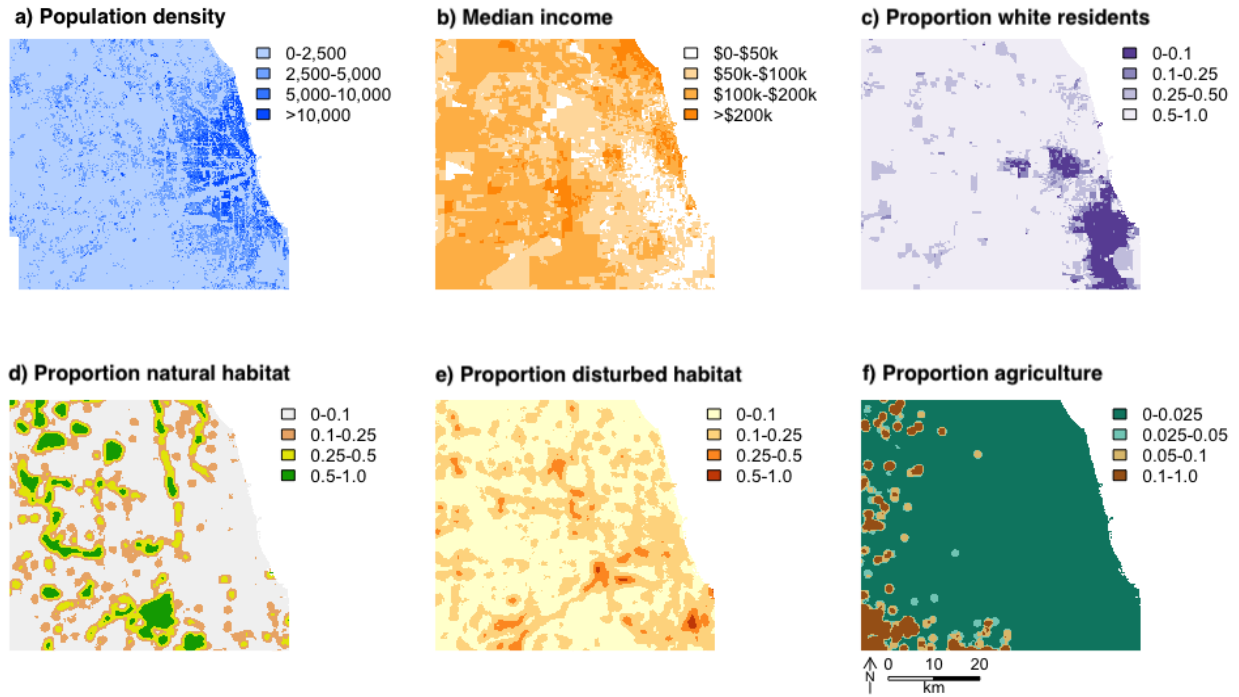 a) Population density
0-2,500
2,500-5,000
5,000-10,000
>10,000
b) Median income
$0-$50k
$50k-$100k
$100k-$200k
>$200k
c) Proportion white residents
0-0.1
0.1-0.25
0.25-0.50
0.5-1.0
d) Proportion natural habitat
0-0.1
0.1-0.25
0.25-0.5
0.5-1.0
e) Proportion disturbed habitat
0-0.1
0.1-0.25
0.25-0.5
0.5-1.0
f) Proportion agriculture
0-0.025
0.025-0.05
0.05-0.1
0.1-1.0
N
0 10 20
km